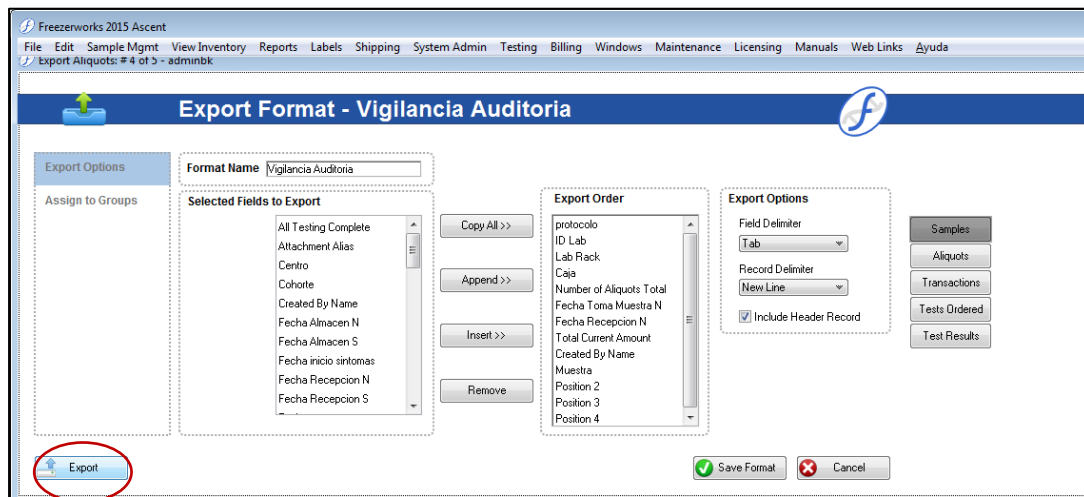 Freezerworks 2015 Ascent
File Edit Sample Mgmt View Inventory Reports Labels Shipping System Admin Testing Billing Windows Maintenance Licensing Manuals Web Links Ayuda
Export Aliquots: # 4 of 5 - adminbk
Export Format - Vigilancia Auditoria
Export Options
Assign to Groups
Format Name Vigilancia Auditoria
Selected Fields to Export
All Testing Complete
Attachment Alias
Centro
Cohorte
Created By Name
Fecha Almacen N
Fecha Almacen S
Fecha inicio sintomas
Fecha Recepcion N
Fecha Recepcion S
Copy All >>
Append >>
Insert >>
Remove
Export Order
protocolo
ID Lab
Lab Rack
Caja
Number of Aliquots Total
Fecha Toma Muestra N
Fecha Recepcion N
Total Current Amount
Created By Name
Muestra
Position 2
Position 3
Position 4
Export Options
Field Delimiter
Tab
Record Delimiter
New Line
Include Header Record
Samples
Aliquots
Transactions
Tests Ordered
Test Results
Export
Save Format
Cancel